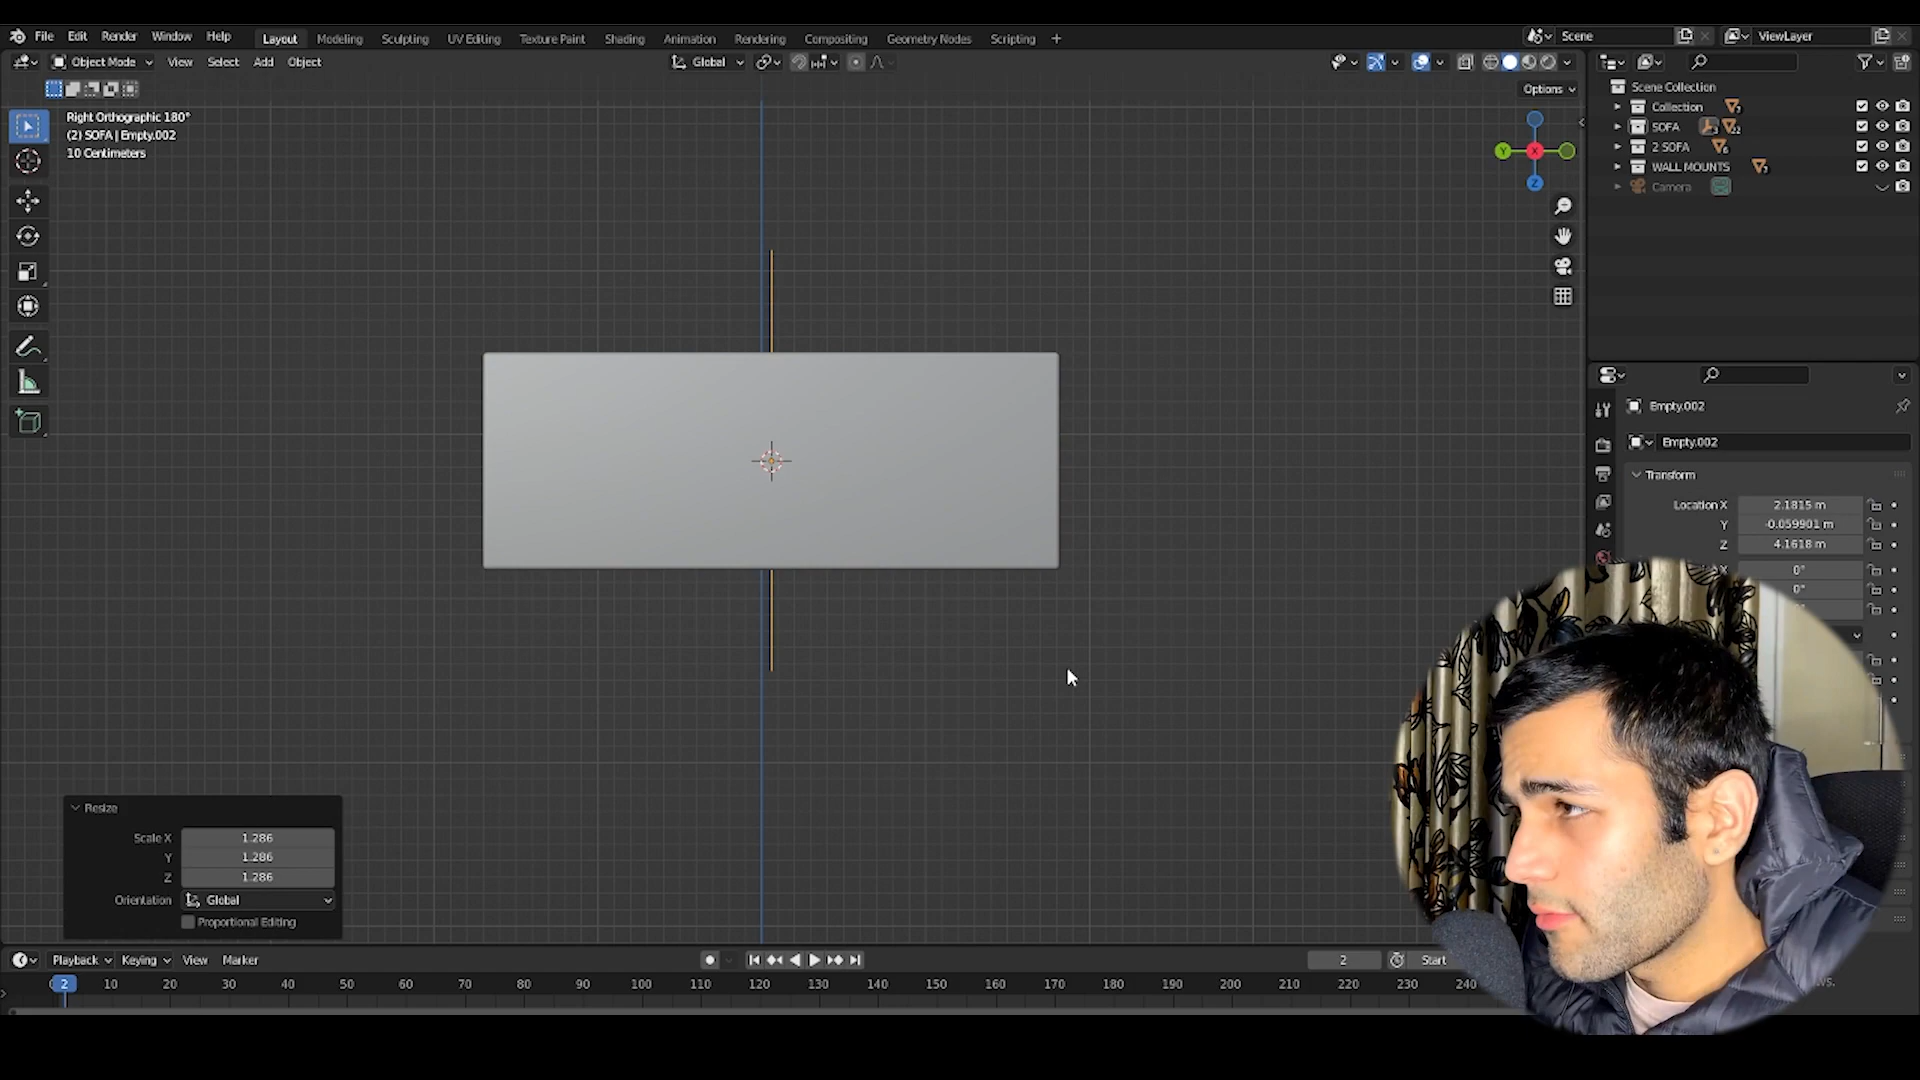 File Edit Render Window Help Layout Modeling Sculpting UV Editing Texture Paint Shading Animation Rendering Compositing Geometry Nodes Scripting + Scene ViewLayer
Object Mode View Select Add Object Global
Options
Right Orthographic 180°
(2) SOFA | Empty.002
10 Centimeters
Y X
Z
Scene Collection
Collection
SOFA
2 SOFA
WALL MOUNTS
Camera
Empty.002
Empty.002
Transform
Location X 2.1815 m
Y -0.059901 m
Z 4.1618 m
X 0°
0°
Resize
Scale X 1.286
Y 1.286
Z 1.286
Orientation Global
Proportional Editing
Playback Keying View Marker 2 Start
2 10 20 30 40 50 60 70 80 90 100 110 120 130 140 150 160 170 180 190 200 210 220 230 240